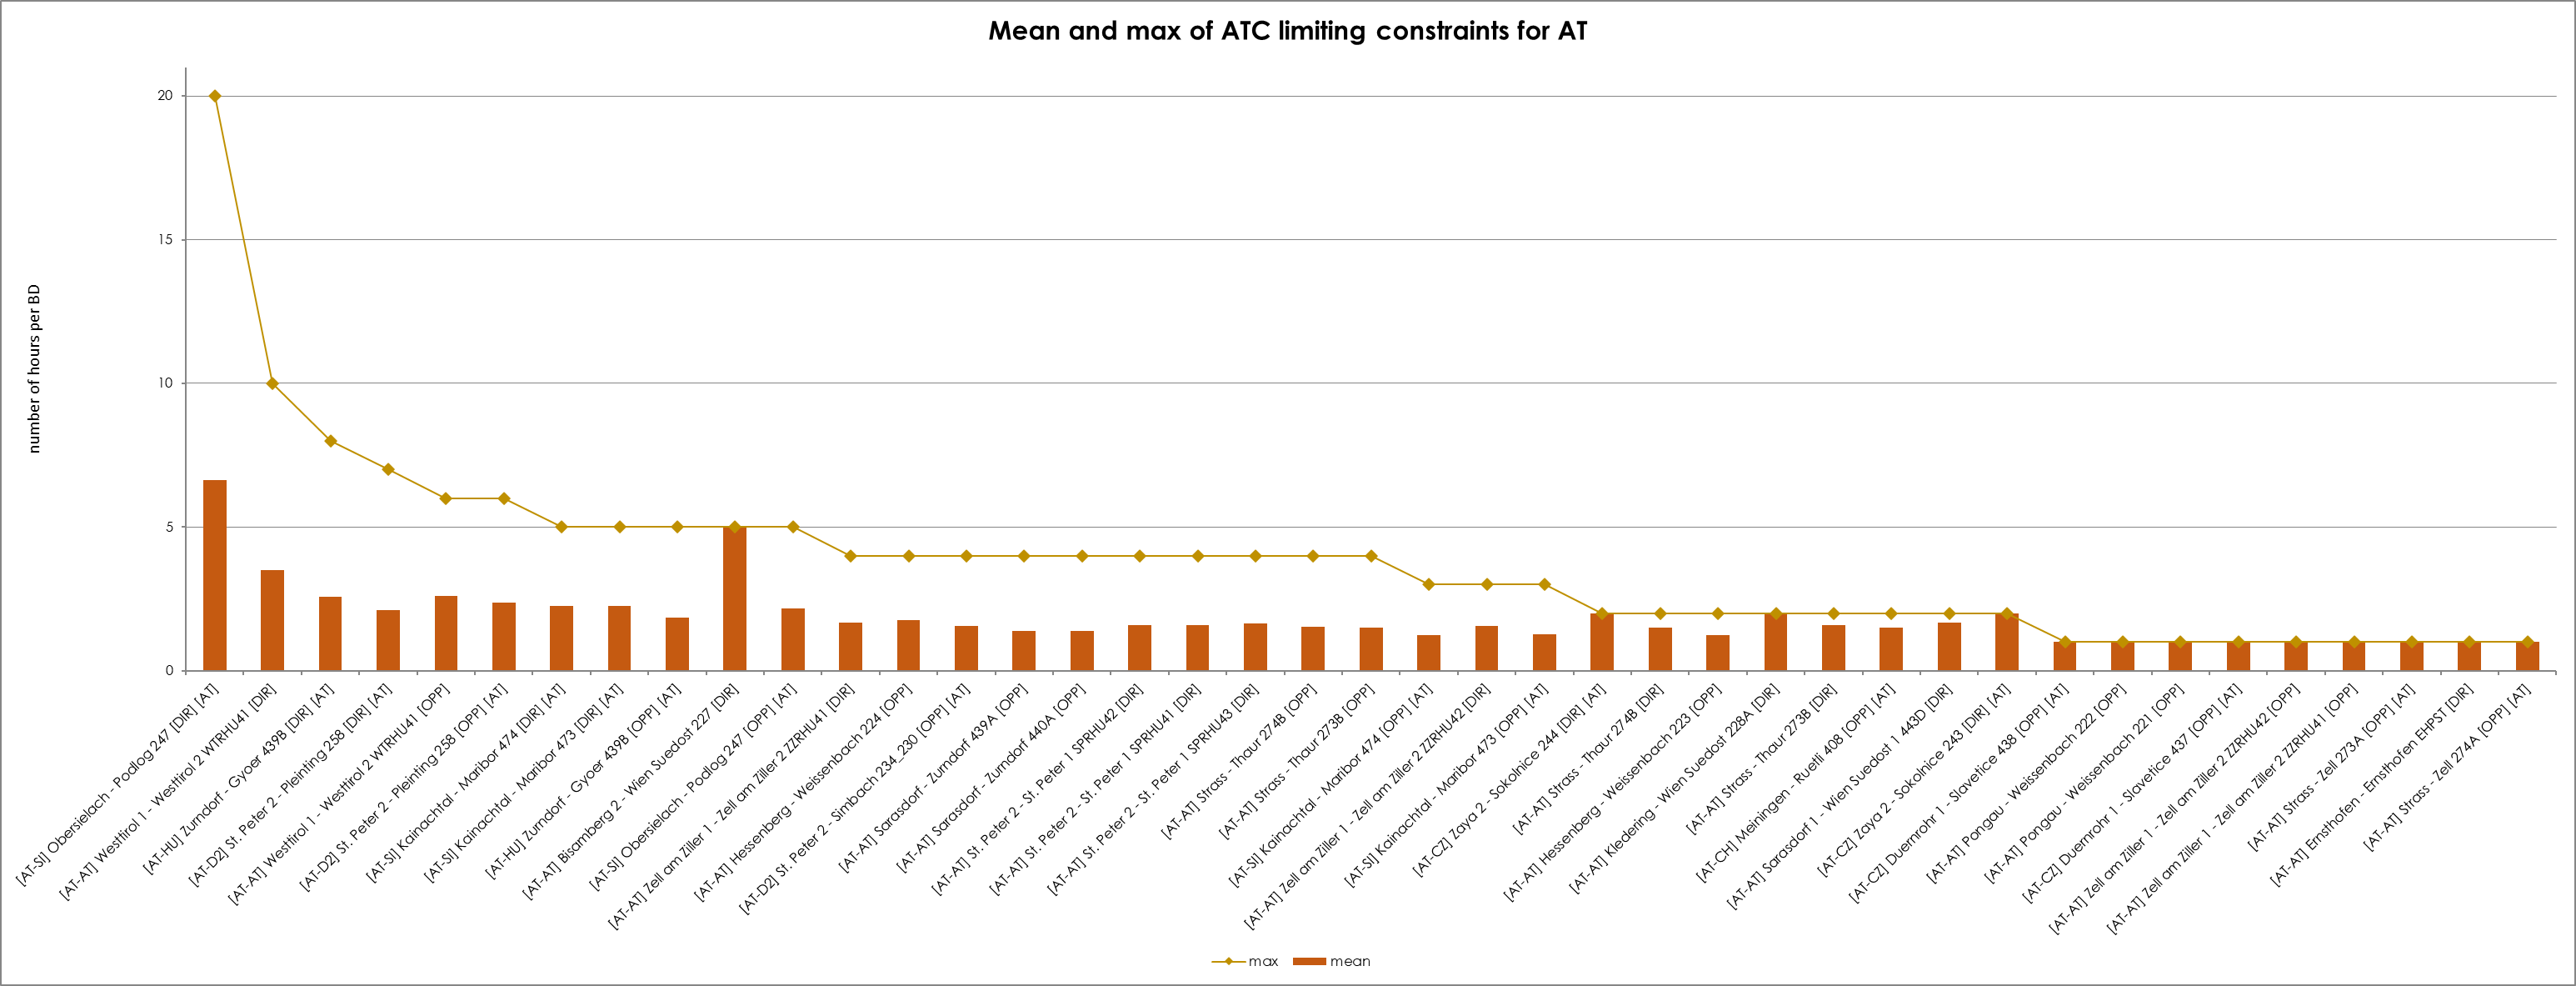 Mean and max of ATC limiting constraints for AT
number of hours per BD
20
15
10
5
0
[AT-SI] Obersielach - Podlog 247 [DIR] [AT]
[AT-AT] Westtirol 1 - Westtirol 2 WTRHU41 [DIR]
[AT-HU] Zurndorf - Gyoer 439B [DIR] [AT]
[AT-D2] St. Peter 2 - Pleinting 258 [DIR] [AT]
[AT-AT] Westtirol 1 - Westtirol 2 WTRHU41 [OPP]
[AT-D2] St. Peter 2 - Pleinting 258 [OPP] [AT]
[AT-SI] Kainachtal - Maribor 474 [DIR] [AT]
[AT-SI] Kainachtal - Maribor 473 [DIR] [AT]
[AT-HU] Zurndorf - Gyoer 439B [OPP] [AT]
[AT-AT] Bisamberg 2 - Wien Suedost 227 [DIR]
[AT-SI] Obersielach - Podlog 247 [OPP] [AT]
[AT-AT] Zell am Ziller 1 - Zell am Ziller 2 ZZRHU41 [DIR]
[AT-AT] Hessenberg - Weissenbach 224 [OPP]
[AT-D2] St. Peter 2 - Simbach 234_230 [OPP] [AT]
[AT-AT] Sarasdorf - Zurndorf 439A [OPP]
[AT-AT] Sarasdorf - Zurndorf 440A [OPP]
[AT-AT] St. Peter 2 - St. Peter 1 SPRHU42 [DIR]
[AT-AT] St. Peter 2 - St. Peter 1 SPRHU41 [DIR]
[AT-AT] St. Peter 2 - St. Peter 1 SPRHU43 [DIR]
[AT-AT] Strass - Thaur 274B [OPP]
[AT-AT] Strass - Thaur 273B [OPP]
[AT-SI] Kainachtal - Maribor 474 [OPP] [AT]
[AT-AT] Zell am Ziller 1 - Zell am Ziller 2 ZZRHU42 [DIR]
[AT-SI] Kainachtal - Maribor 473 [OPP] [AT]
[AT-CZ] Zaya 2 - Sokolnice 244 [DIR] [AT]
[AT-AT] Strass - Thaur 274B [DIR]
[AT-AT] Hessenberg - Weissenbach 223 [OPP]
[AT-AT] Kledering - Wien Suedost 228A [DIR]
[AT-AT] Strass - Thaur 273B [DIR]
[AT-CH] Meiningen - Ruetli 408 [OPP] [AT]
[AT-AT] Sarasdorf 1 - Wien Suedost 1 443D [DIR]
[AT-CZ] Zaya 2 - Sokolnice 243 [DIR] [AT]
[AT-CZ] Duernrohr 1 - Slavetice 438 [OPP] [AT]
[AT-AT] Pongau - Weissenbach 222 [OPP]
[AT-AT] Pongau - Weissenbach 221 [OPP]
[AT-CZ] Duernrohr 1 - Slavetice 437 [OPP] [AT]
[AT-AT] Zell am Ziller 1 - Zell am Ziller 2 ZZRHU42 [OPP]
[AT-AT] Zell am Ziller 1 - Zell am Ziller 2 ZZRHU41 [OPP]
[AT-AT] Strass - Zell 273A [OPP] [AT]
[AT-AT] Ernsthofen - Ernsthofen EHPST [DIR]
[AT-AT] Strass - Zell 274A [OPP] [AT]
max
mean